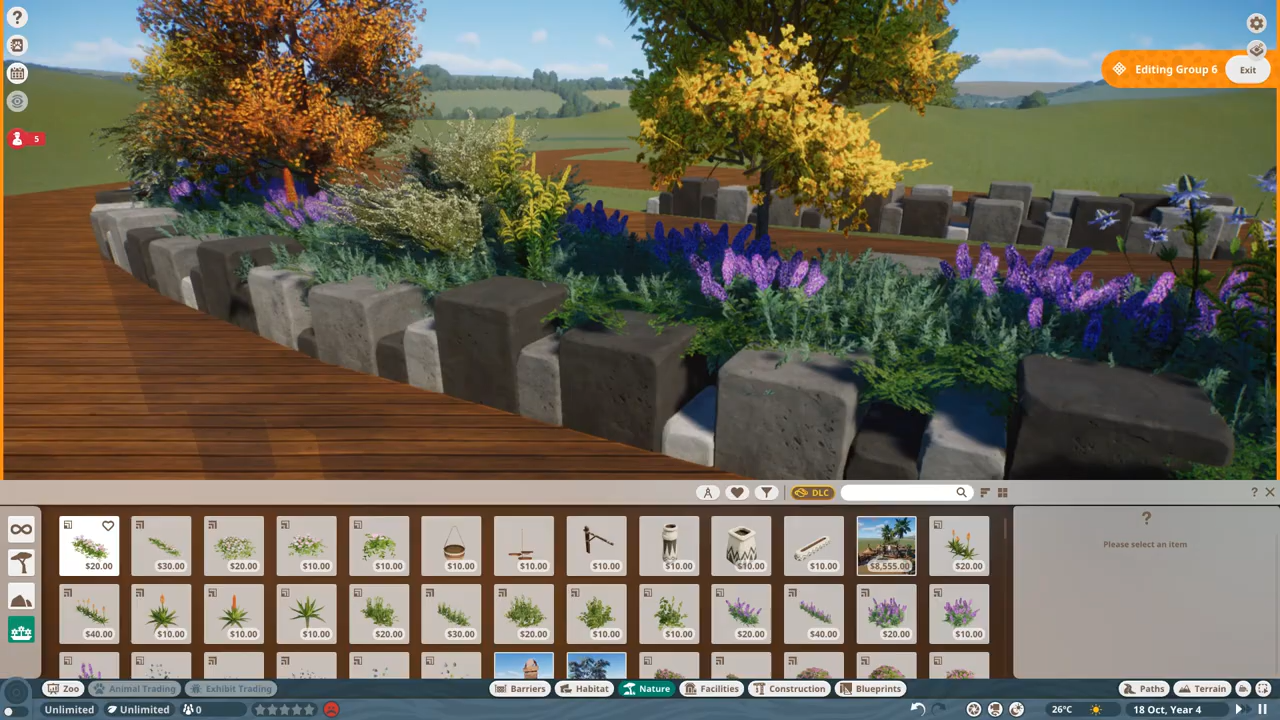 ?
Editing Group 6
Exit
5
DLC
?
$20.00
$30.00
$20.00
$10.00
$10.00
$10.00
$10.00
$10.00
$10.00
$10.00
$10.00
$8,555.00
$20.00
?
Please select an item
$40.00
$10.00
$10.00
$10.00
$20.00
$30.00
$20.00
$10.00
$10.00
$20.00
$40.00
$20.00
$10.00
Zoo
Animal Trading
Exhibit Trading
Barriers
Habitat
Nature
Facilities
Construction
Blueprints
Paths
Terrain
Unlimited
Unlimited
0
26°C
18 Oct, Year 4